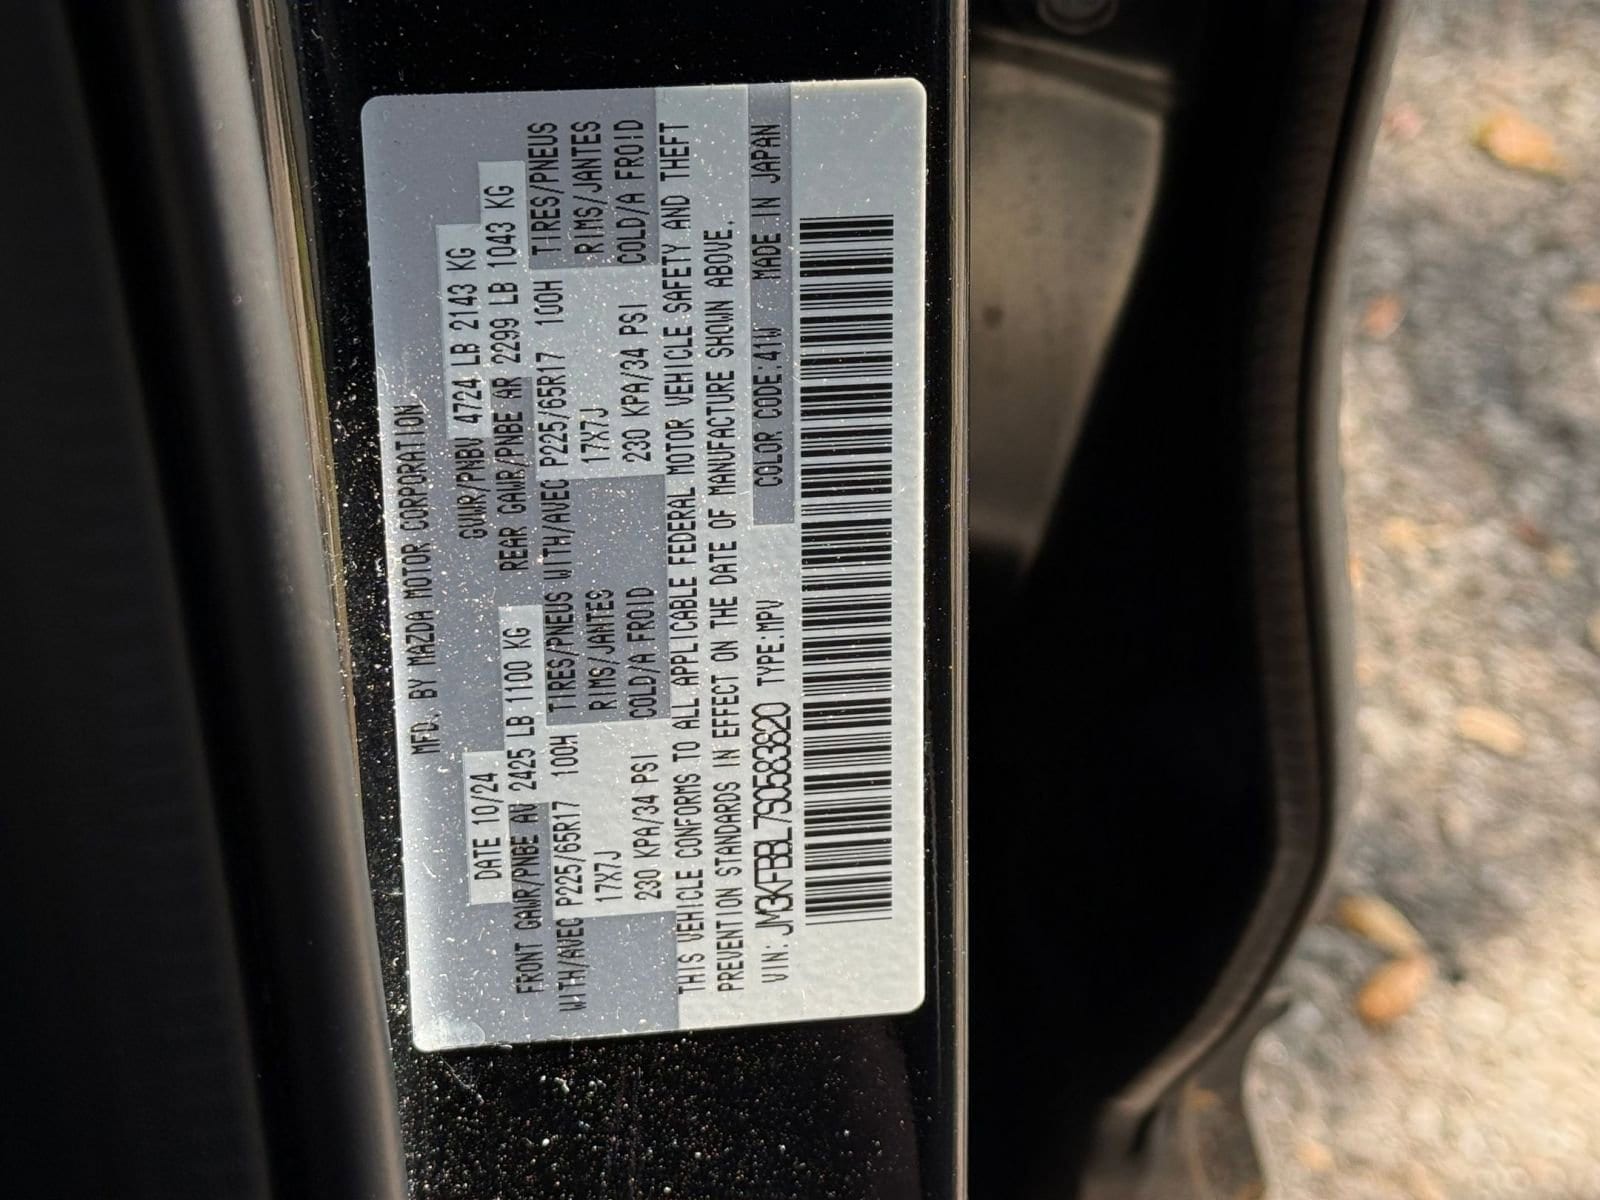 MFD. BY MAZDA MOTOR CORPORATION
DATE 10/24 GVWR/PNBV 4724 LB 2143 KG
FRONT GAWR/PNBE AV 2425 LB 1100 KG REAR GAWR/PNBE AR 2299 LB 1043 KG
WITH/AVEC P225/65R17 100H TIRES/PNEUS WITH/AVEC P225/65R17 100H TIRES/PNEUS
17X7J RIMS/JANTES 17X7J RIMS/JANTES
230 KPA/34 PSI COLD/A FROID 230 KPA/34 PSI COLD/A FROID
THIS VEHICLE CONFORMS TO ALL APPLICABLE FEDERAL MOTOR VEHICLE SAFETY AND THEFT
PREVENTION STANDARDS IN EFFECT ON THE DATE OF MANUFACTURE SHOWN ABOVE.
VIN: JM3KFBBL7S0583820 TYPE:MPV COLOR CODE:41W MADE IN JAPAN